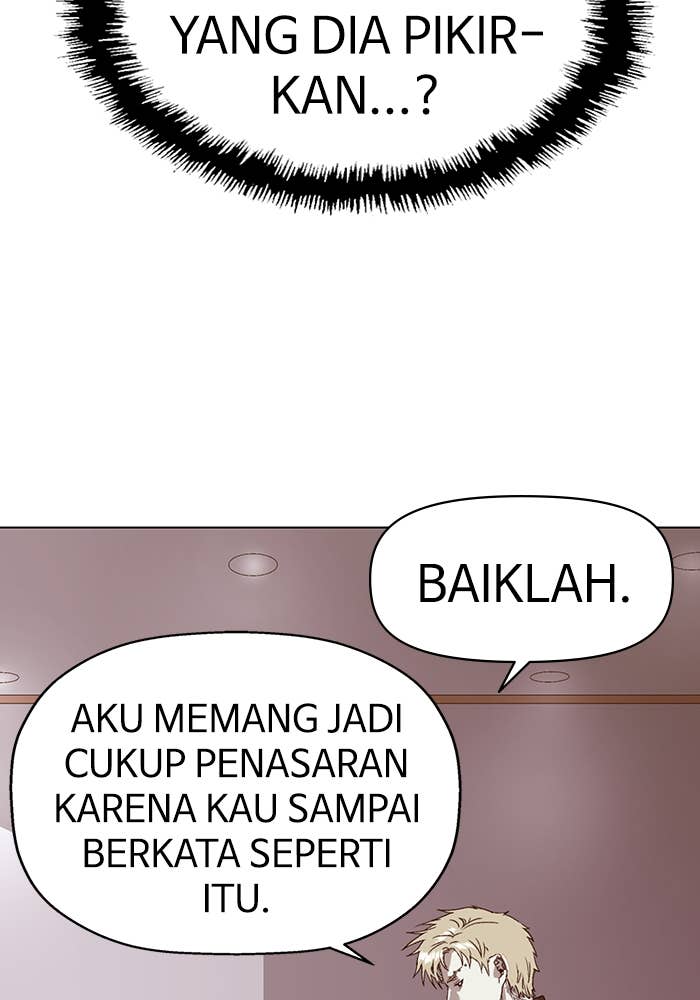 YANG DIA PIKIR-
KAN...?
BAIKLAH.
AKU MEMANG JADI
CUKUP PENASARAN
KARENA KAU SAMPAI
BERKATA SEPERTI
ITU.